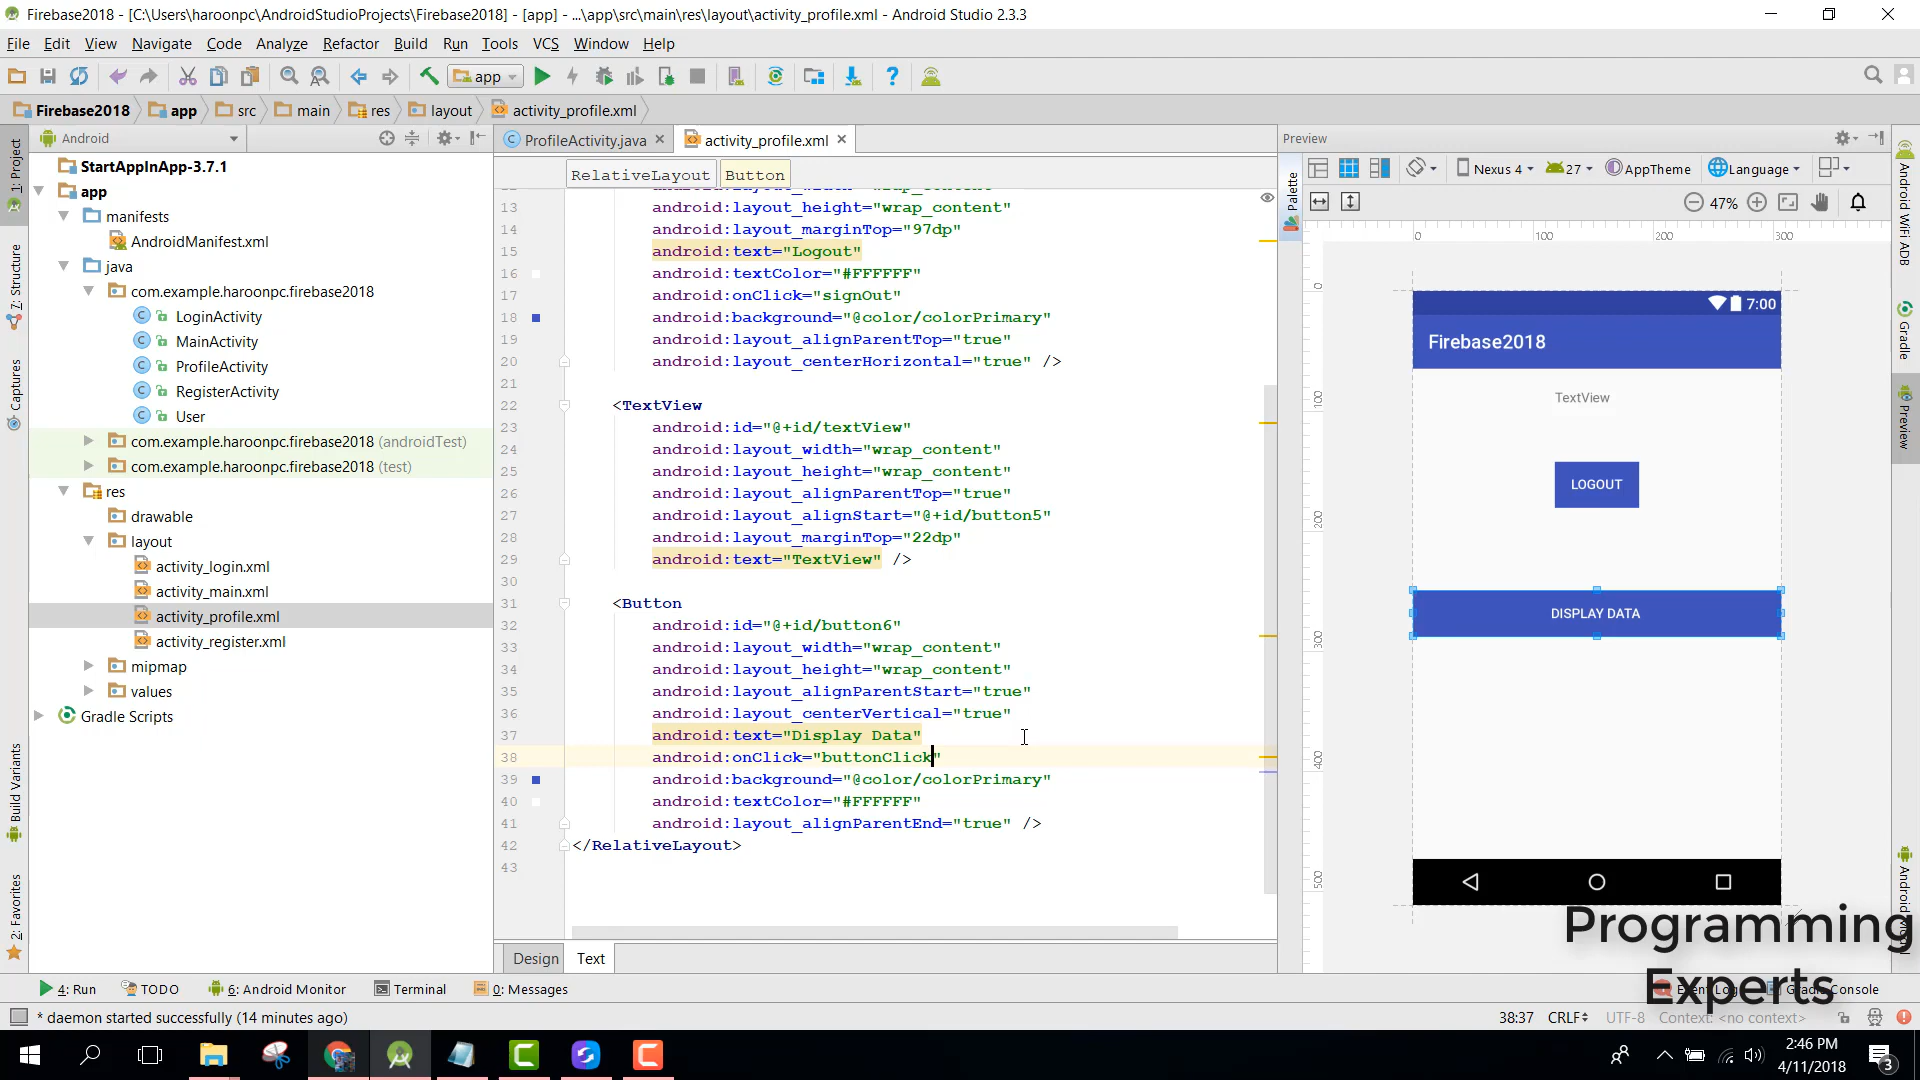 Firebase2018 - [C:\Users\haroonpc\AndroidStudioProjects\Firebase2018] - [app] - ...\app\src\main\res\layout\activity_profile.xml - Android Studio 2.3.3
File Edit View Navigate Code Analyze Refactor Build Run Tools VCS Window Help
app
Firebase2018 app src main res layout activity_profile.xml
Android
ProfileActivity.java activity_profile.xml
Preview
RelativeLayout Button
Nexus 4 27 AppTheme Language
47%
1: Project
7: Structure
Captures
Build Variants
2: Favorites
StartAppInApp-3.7.1
app
manifests
AndroidManifest.xml
java
com.example.haroonpc.firebase2018
LoginActivity
MainActivity
ProfileActivity
RegisterActivity
User
com.example.haroonpc.firebase2018 (androidTest)
com.example.haroonpc.firebase2018 (test)
res
drawable
layout
activity_login.xml
activity_main.xml
activity_profile.xml
activity_register.xml
mipmap
values
Gradle Scripts
13 android:layout_height="wrap_content"
14 android:layout_marginTop="97dp"
15 android:text="Logout"
16 android:textColor="#FFFFFF"
17 android:onClick="signOut"
18 android:background="@color/colorPrimary"
19 android:layout_alignParentTop="true"
20 android:layout_centerHorizontal="true" />
21
22 <TextView
23 android:id="@+id/textView"
24 android:layout_width="wrap_content"
25 android:layout_height="wrap_content"
26 android:layout_alignParentTop="true"
27 android:layout_alignStart="@+id/button5"
28 android:layout_marginTop="22dp"
29 android:text="TextView" />
30
31 <Button
32 android:id="@+id/button6"
33 android:layout_width="wrap_content"
34 android:layout_height="wrap_content"
35 android:layout_alignParentStart="true"
36 android:layout_centerVertical="true"
37 android:text="Display Data"
38 android:onClick="buttonClick"
39 android:background="@color/colorPrimary"
40 android:textColor="#FFFFFF"
41 android:layout_alignParentEnd="true" />
42 </RelativeLayout>
43
Design Text
Palette
0 100 200 300
0
100
200
300
400
500
7:00
Firebase2018
TextView
LOGOUT
DISPLAY DATA
Android WiFi ADB
Gradle
Preview
Programming
Experts
4: Run TODO 6: Android Monitor Terminal 0: Messages Console
* daemon started successfully (14 minutes ago)
38:37 CRLF UTF-8 Context: <no context>
2:46 PM
4/11/2018
3